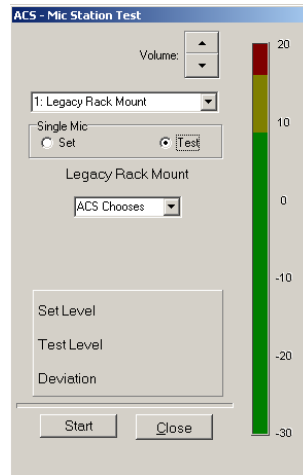 ACS - Mic Station Test
Volume:
1: Legacy Rack Mount
Single Mic
Set Test
Legacy Rack Mount
ACS Chooses
Set Level
Test Level
Deviation
Start Close
20
10
0
-10
-20
-30